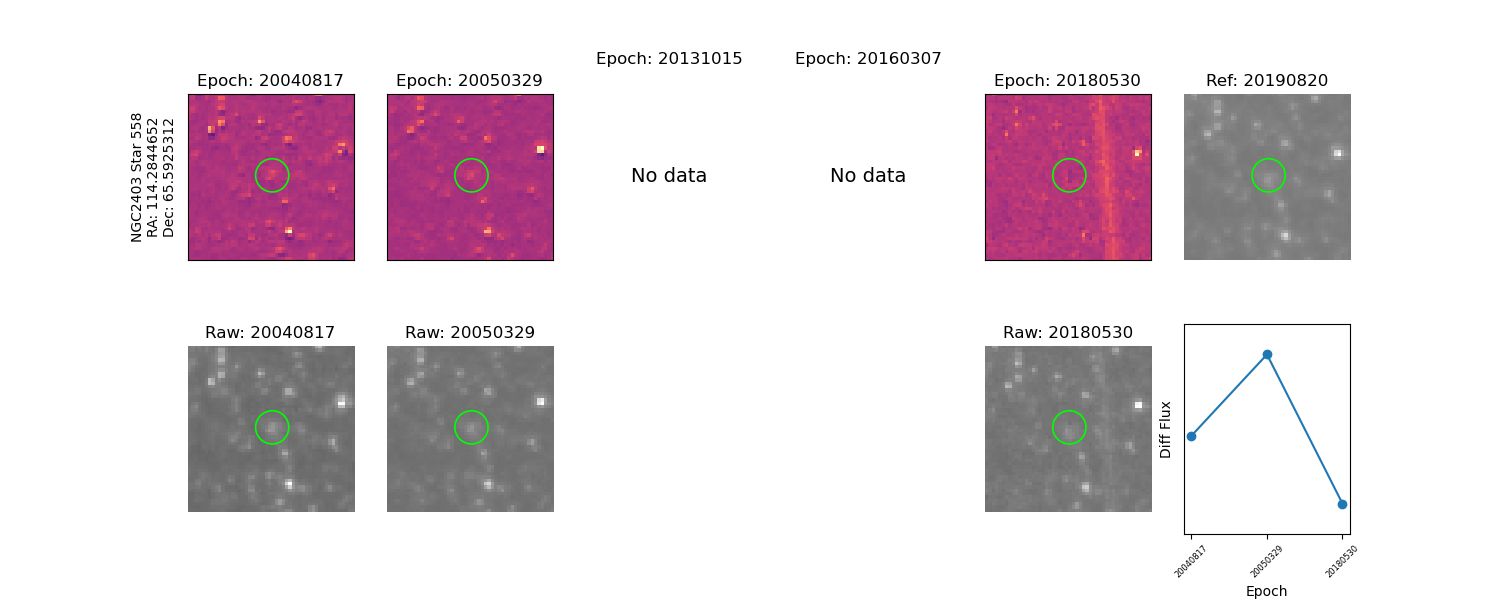 Epoch: 20040817
Epoch: 20050329
Epoch: 20131015
Epoch: 20160307
Epoch: 20180530
Ref: 20190820
NGC2403 Star 558
RA: 114.2844652
Dec: 65.5925312
No data
No data
Raw: 20040817
Raw: 20050329
Raw: 20180530
Diff Flux
20040817
20050329
20180530
Epoch